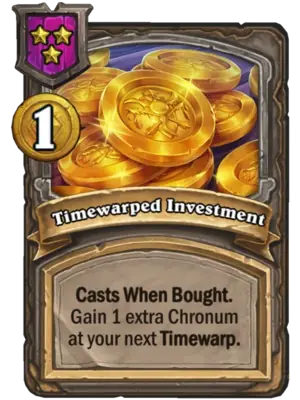 1
Timewarped Investment
Casts When Bought.
Gain 1 extra Chronum
at your next Timewarp.